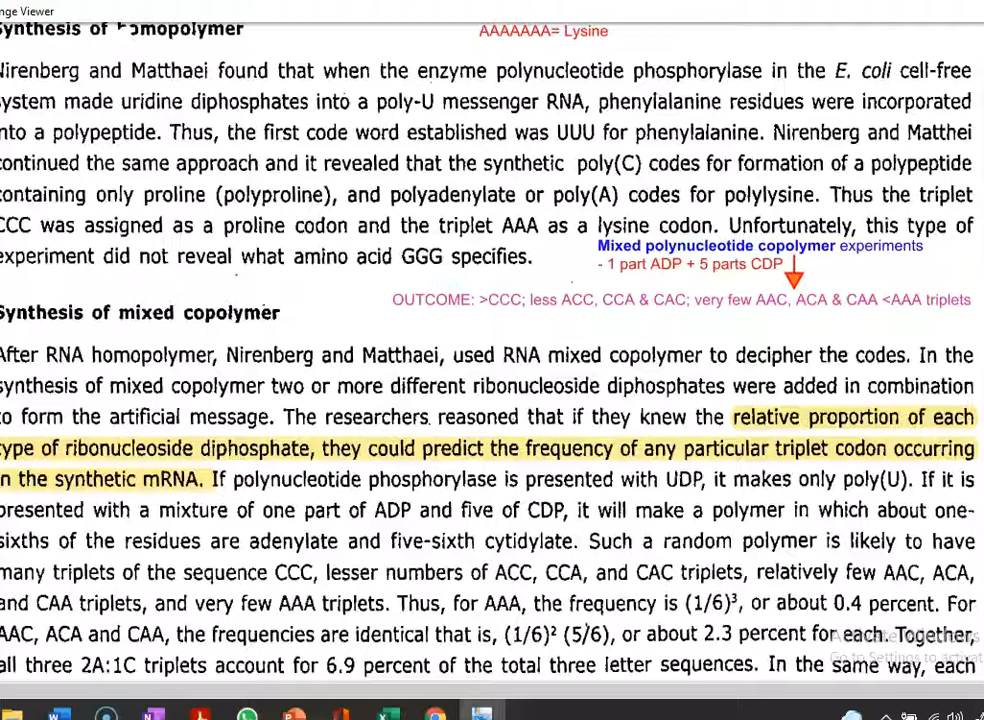 nge Viewer
Synthesis of homopolymer
AAAAAAA= Lysine
Nirenberg and Matthaei found that when the enzyme polynucleotide phosphorylase in the E. coli cell-free
system made uridine diphosphates into a poly-U messenger RNA, phenylalanine residues were incorporated
into a polypeptide. Thus, the first code word established was UUU for phenylalanine. Nirenberg and Matthei
continued the same approach and it revealed that the synthetic poly(C) codes for formation of a polypeptide
containing only proline (polyproline), and polyadenylate or poly(A) codes for polylysine. Thus the triplet
CCC was assigned as a proline codon and the triplet AAA as a lysine codon. Unfortunately, this type of
experiment did not reveal what amino acid GGG specifies.
Mixed polynucleotide copolymer experiments
- 1 part ADP + 5 parts CDP
OUTCOME: >CCC; less ACC, CCA & CAC; very few AAC, ACA & CAA <AAA triplets
Synthesis of mixed copolymer
After RNA homopolymer, Nirenberg and Matthaei, used RNA mixed copolymer to decipher the codes. In the
synthesis of mixed copolymer two or more different ribonucleoside diphosphates were added in combination
to form the artificial message. The researchers reasoned that if they knew the relative proportion of each
type of ribonucleoside diphosphate, they could predict the frequency of any particular triplet codon occurring
in the synthetic mRNA. If polynucleotide phosphorylase is presented with UDP, it makes only poly(U). If it is
presented with a mixture of one part of ADP and five of CDP, it will make a polymer in which about one-
sixths of the residues are adenylate and five-sixth cytidylate. Such a random polymer is likely to have
many triplets of the sequence CCC, lesser numbers of ACC, CCA, and CAC triplets, relatively few AAC, ACA,
and CAA triplets, and very few AAA triplets. Thus, for AAA, the frequency is (1/6)³, or about 0.4 percent. For
AAC, ACA and CAA, the frequencies are identical that is, (1/6)² (5/6), or about 2.3 percent for each. Together,
all three 2A:1C triplets account for 6.9 percent of the total three letter sequences. In the same way, each
Activate Windows
Go to Settings to activat